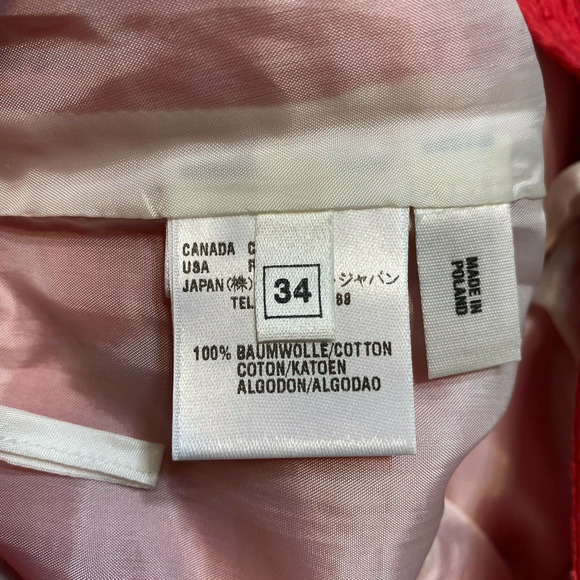 CANADA C
USA
JAPAN(株) ・ジャパン
TEL 89
34
100% BAUMWOLLE/COTTON
COTON/KATOEN
ALGODON/ALGODAO
MADE IN
POLAND